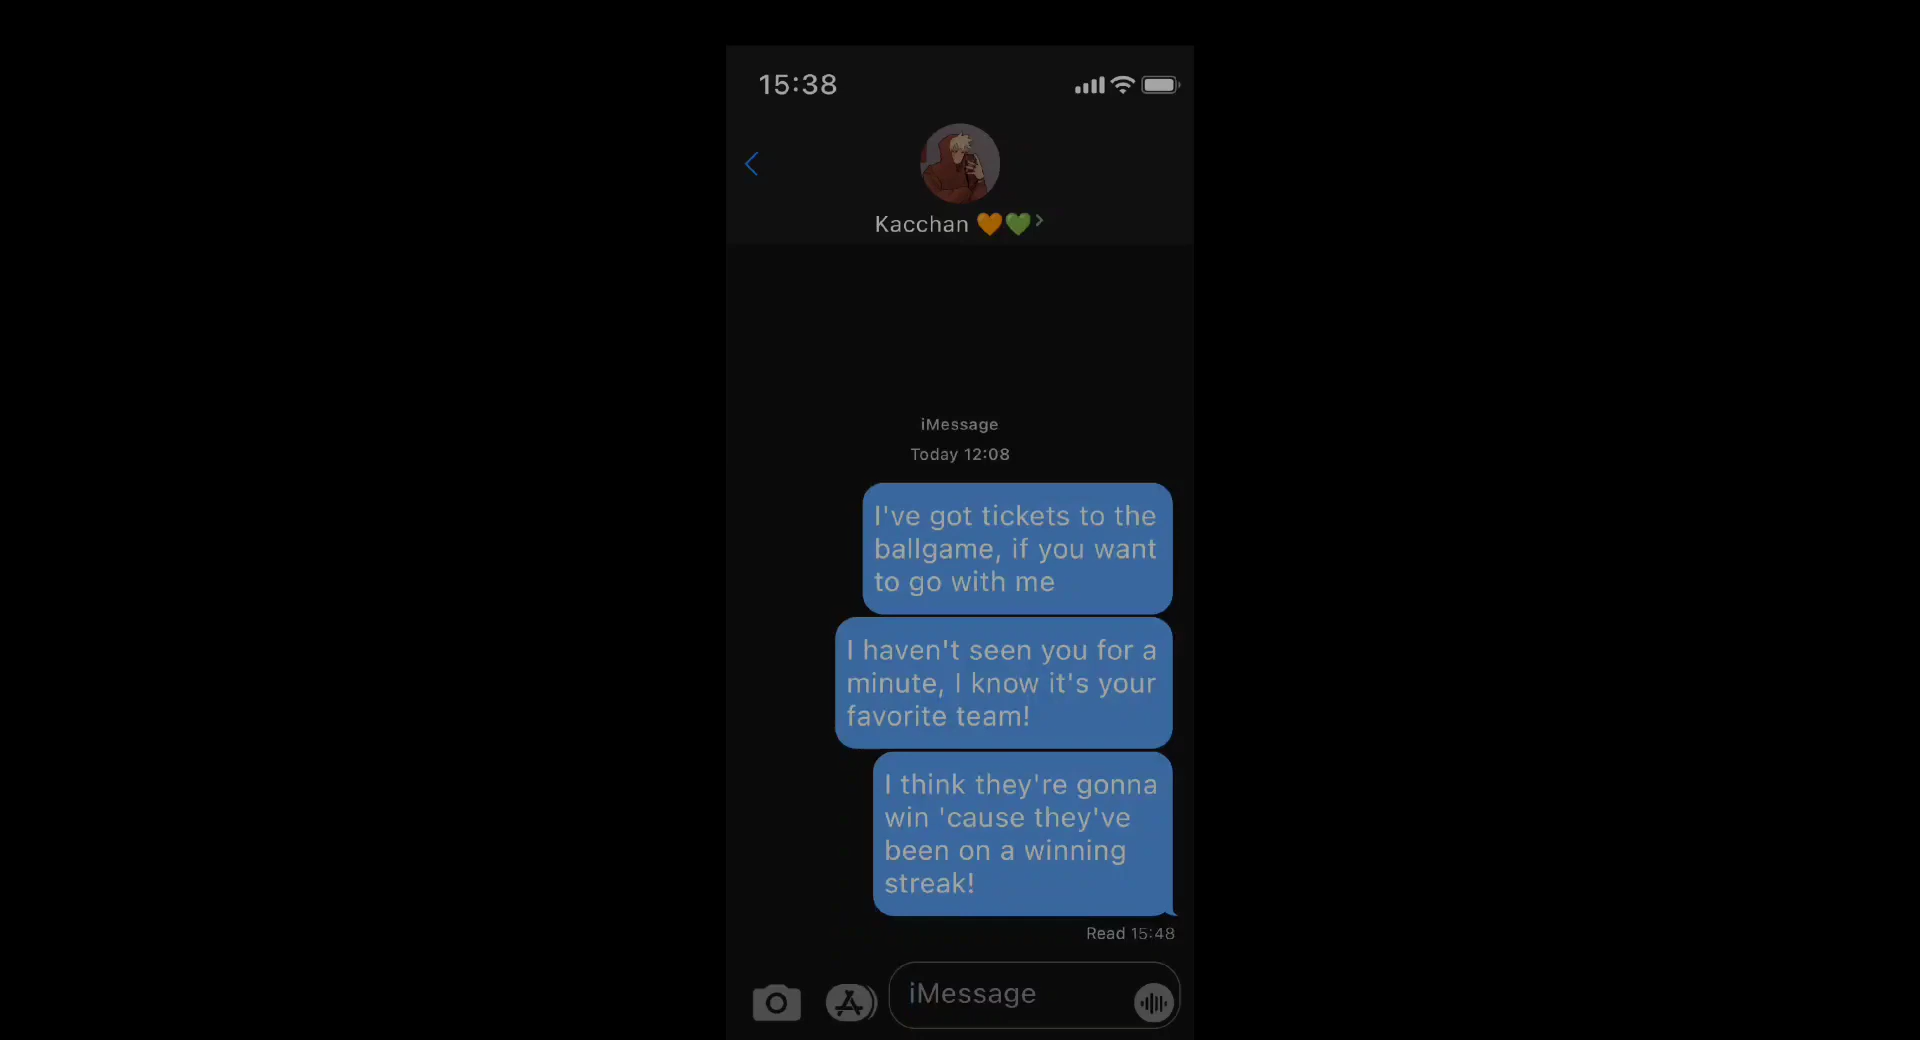 15:38
Kacchan 🧡💚>
iMessage
Today 12:08
I've got tickets to the
ballgame, if you want
to go with me
I haven't seen you for a
minute, I know it's your
favorite team!
I think they're gonna
win 'cause they've
been on a winning
streak!
Read 15:48
iMessage